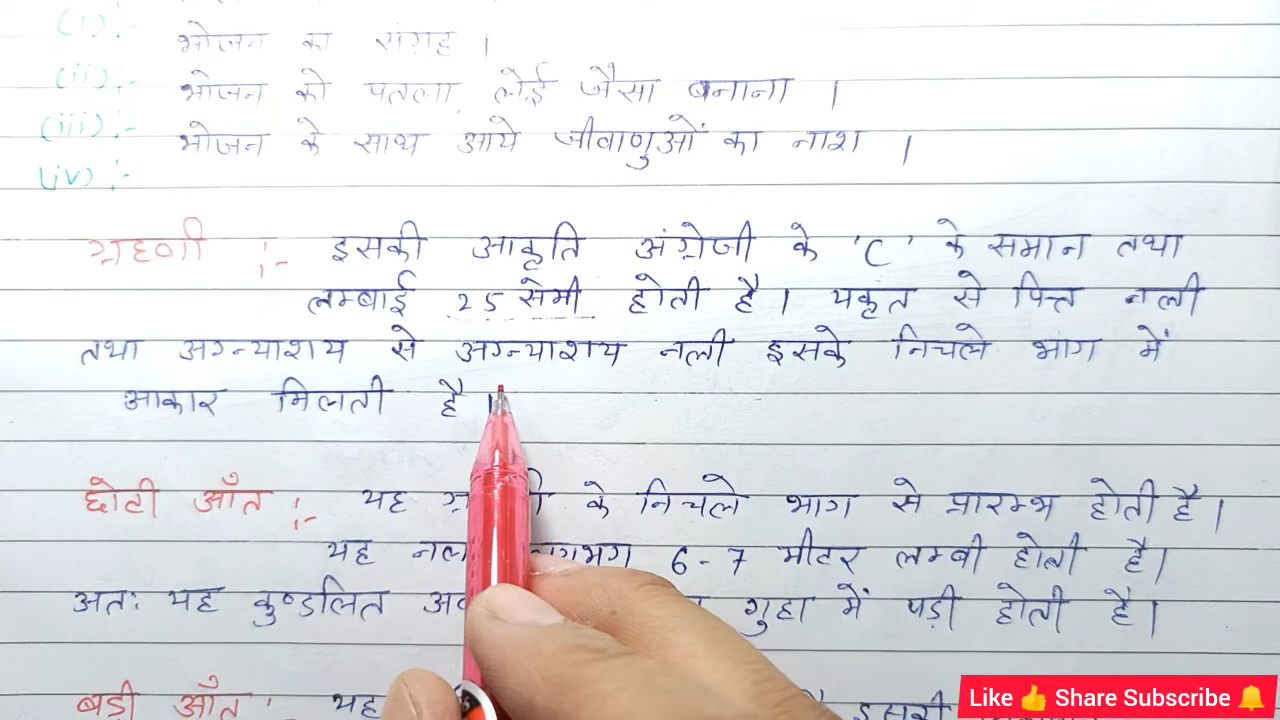 (i):- भोजन का संग्रह ।
(ii):- भोजन को पतला, लेई जैसा बनाना ।
(iii):- भोजन के साथ आये जीवाणुओं का नाश ।
(iv):-
ग्रहणी :- इसकी आकृति अंग्रेजी के 'C' के समान तथा
लम्बाई 25 सेमी होती है । यकृत से पित्त नली
तथा अग्न्याशय से अग्न्याशय नली इसके निचले भाग में
आकार मिलती है ।
छोटी आँत :- यह के निचले भाग से प्रारम्भ होती है ।
यह 6-7 मीटर लम्बी होती है ।
अतः यह कुण्डलित गुहा में पड़ी होती है ।
बड़ी आँत :- यह इसकी
Like 👍 Share Subscribe 🔔